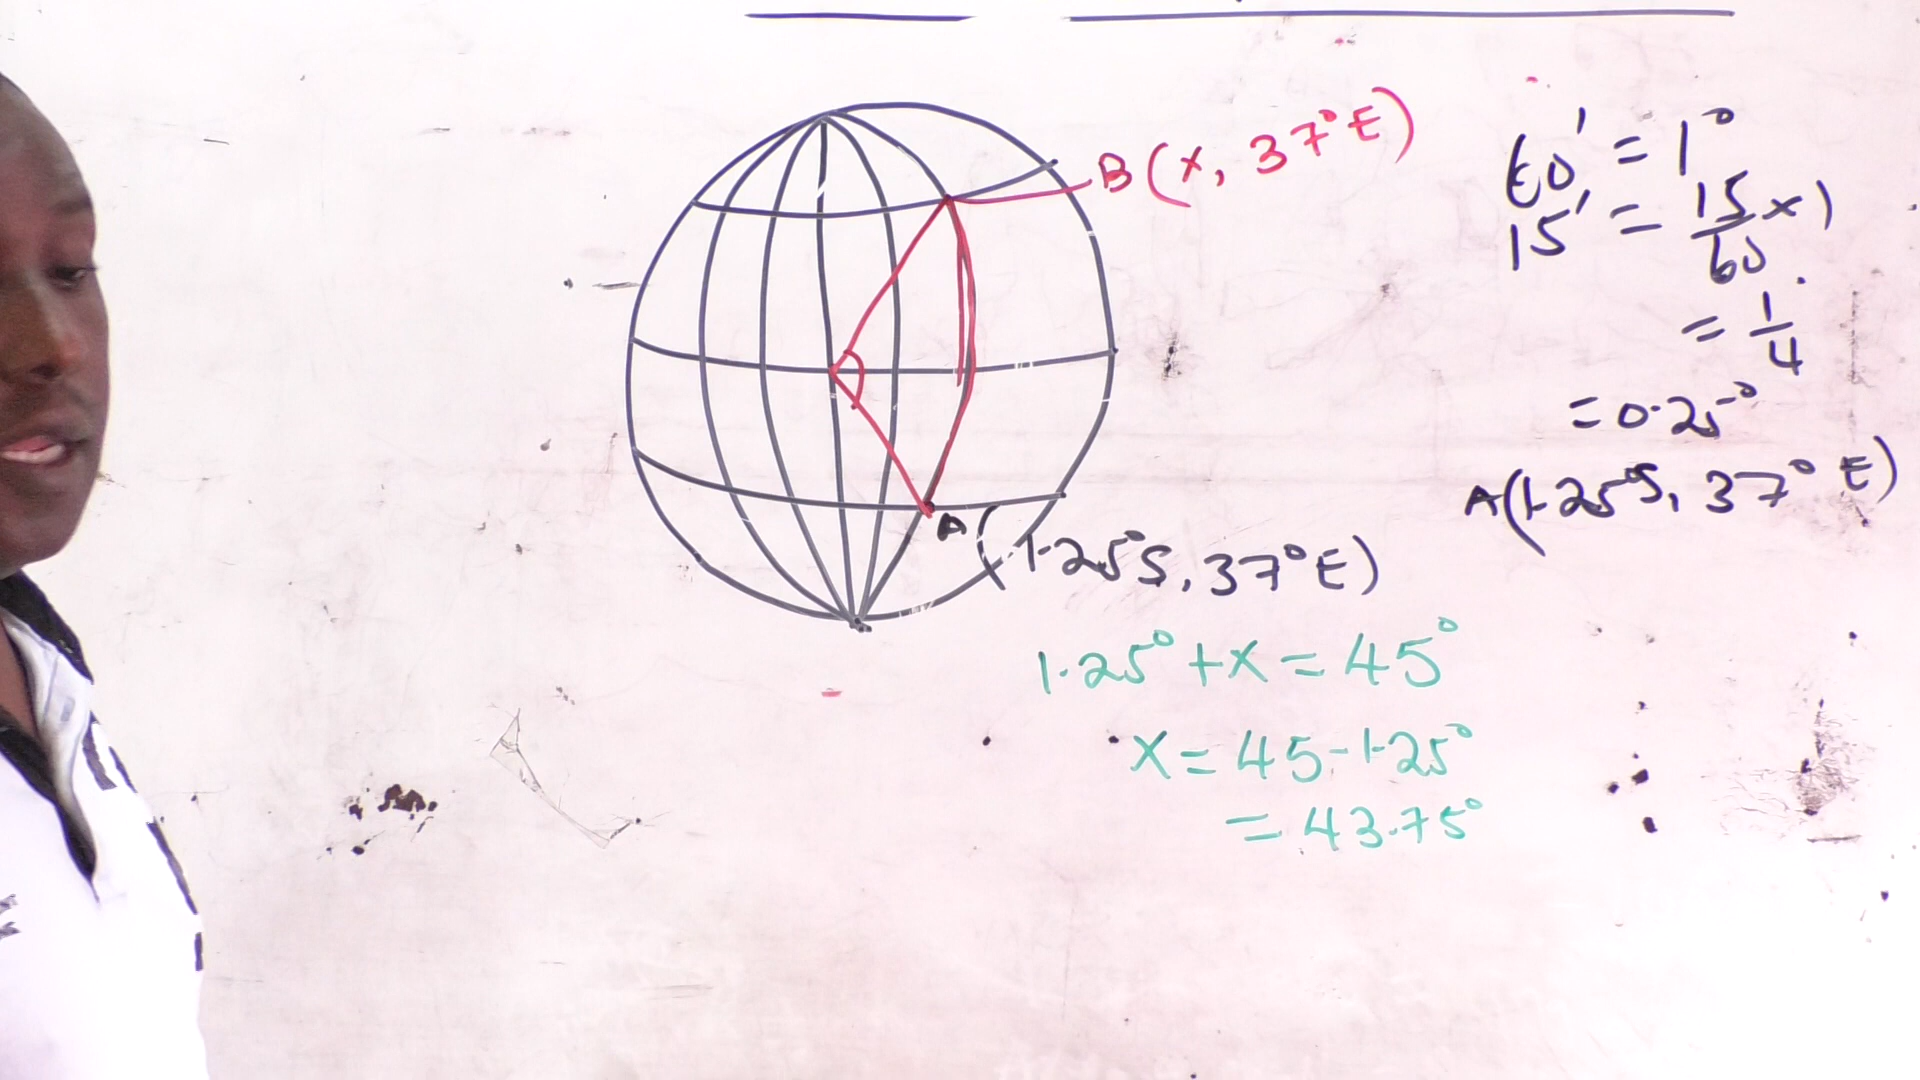 B (x, 37°E)
60' = 1°
15' = 15/60 x 1
= 1/4
= 0.25°
A(1.25°S, 37° E)
A (1.25°S, 37°E)
1.25° + x = 45°
x = 45 - 1.25°
= 43.75°